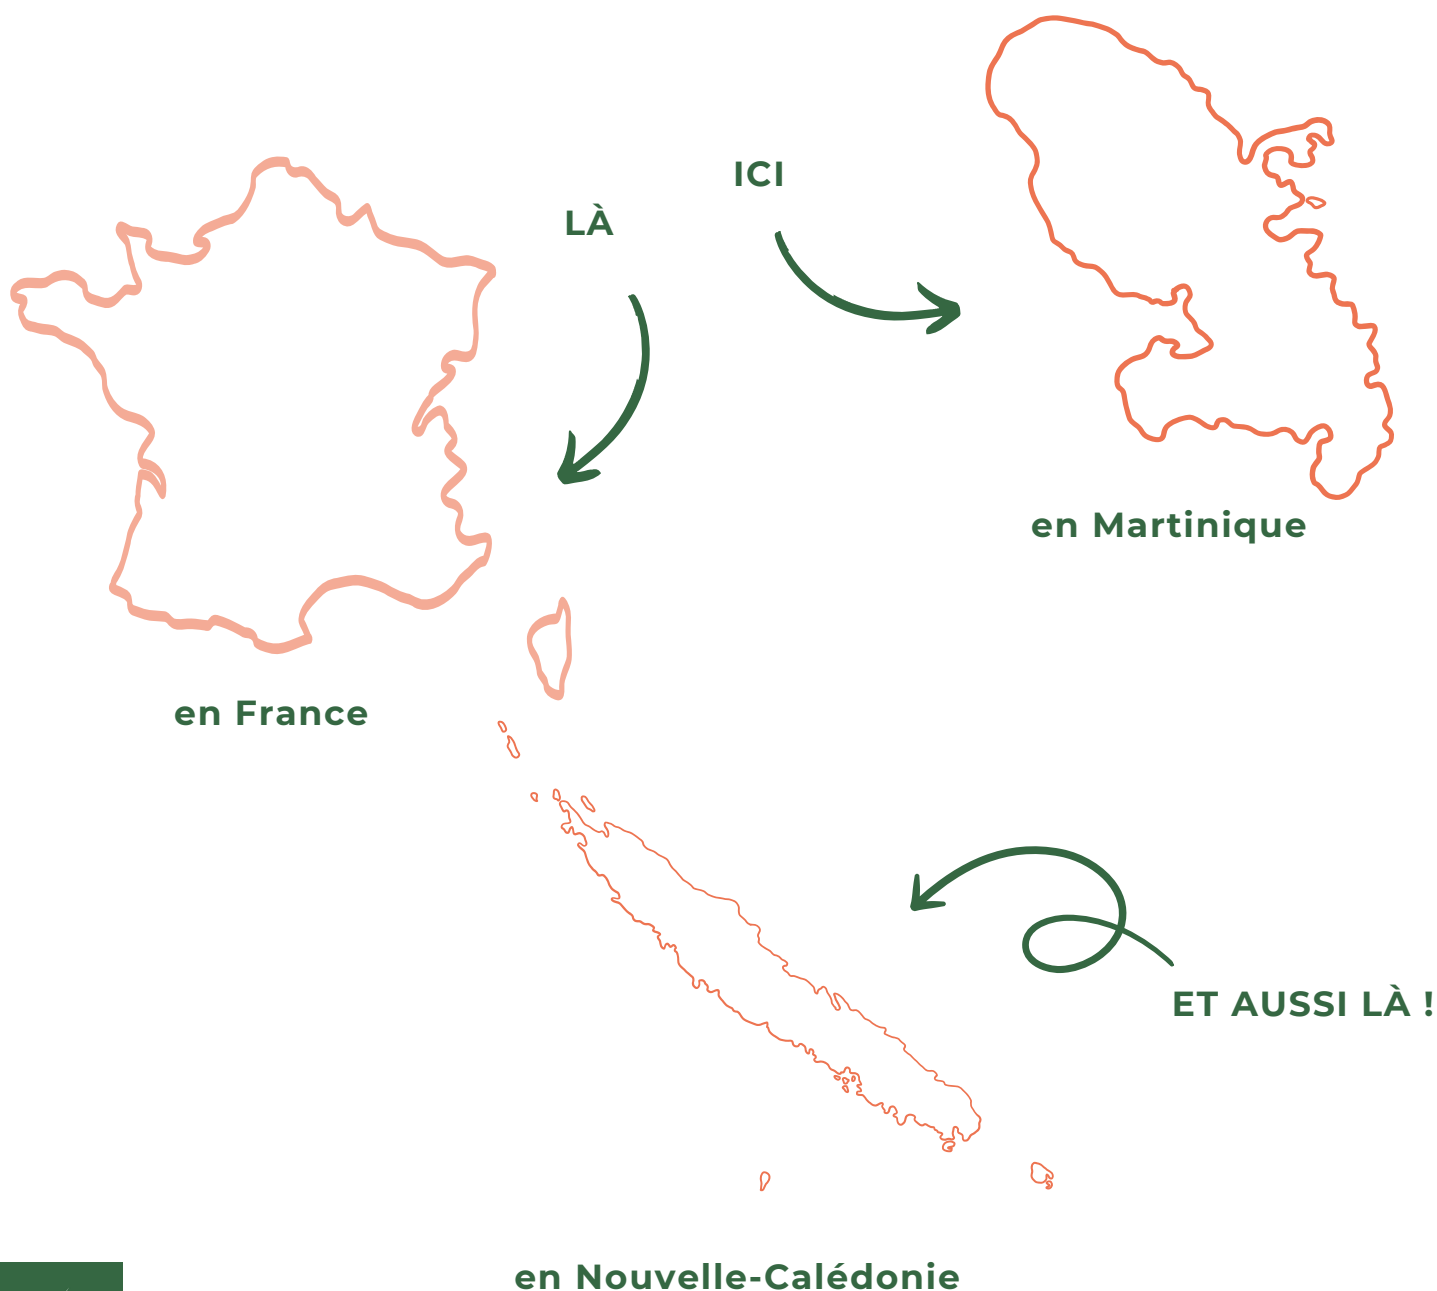 ICI
LÀ
en Martinique
en France
ET AUSSI LÀ !
en Nouvelle-Calédonie